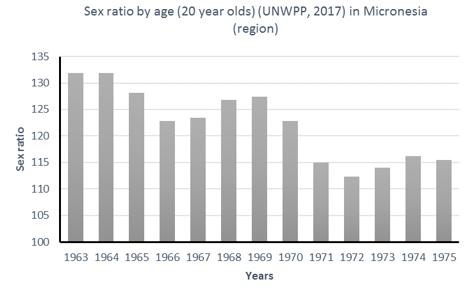 Sex ratio by age (20 year olds) (UNWPP, 2017) in Micronesia
(region)
135
130
125
120
115
110
105
100
Sex ratio
1963 1964 1965 1966 1967 1968 1969 1970 1971 1972 1973 1974 1975
Years